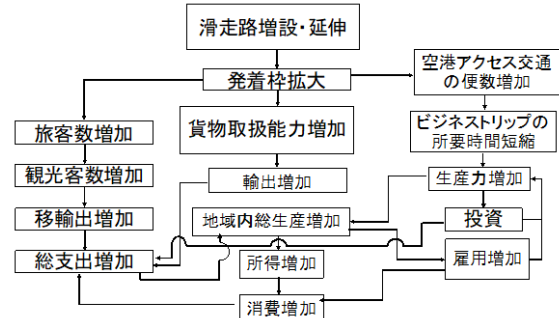 滑走路増設・延伸
発着枠拡大
空港アクセス交通
の便数増加
旅客数増加
貨物取扱能力増加
ビジネストリップの
所要時間短縮
観光客数増加
輸出増加
生産力増加
移輸出増加
地域内総生産増加
投資
総支出増加
所得増加
雇用増加
消費増加